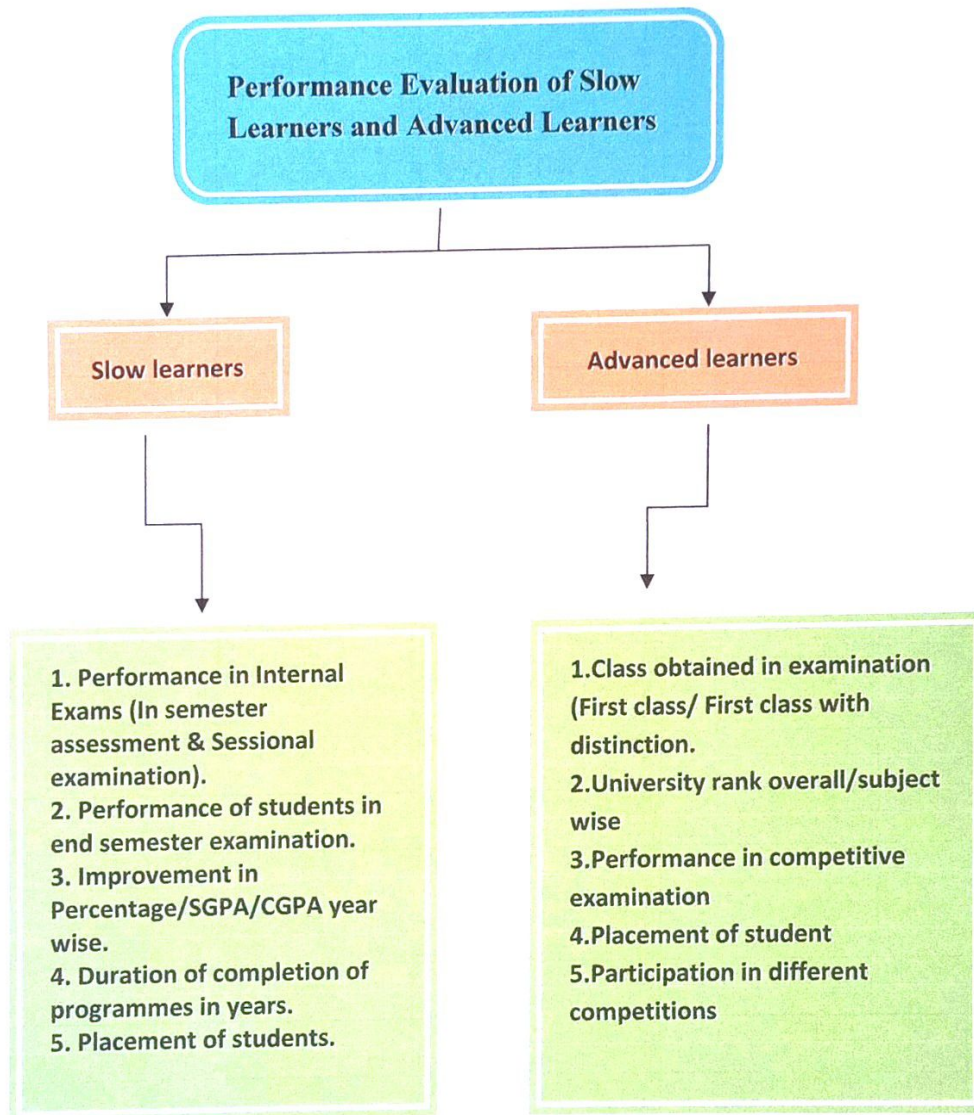 Performance Evaluation of Slow
Learners and Advanced Learners
Slow learners
Advanced learners
1. Performance in Internal
Exams (In semester
assessment & Sessional
examination).
2. Performance of students in
end semester examination.
3. Improvement in
Percentage/SGPA/CGPA year
wise.
4. Duration of completion of
programmes in years.
5. Placement of students.
1.Class obtained in examination
(First class/ First class with
distinction.
2.University rank overall/subject
wise
3.Performance in competitive
examination
4.Placement of student
5.Participation in different
competitions